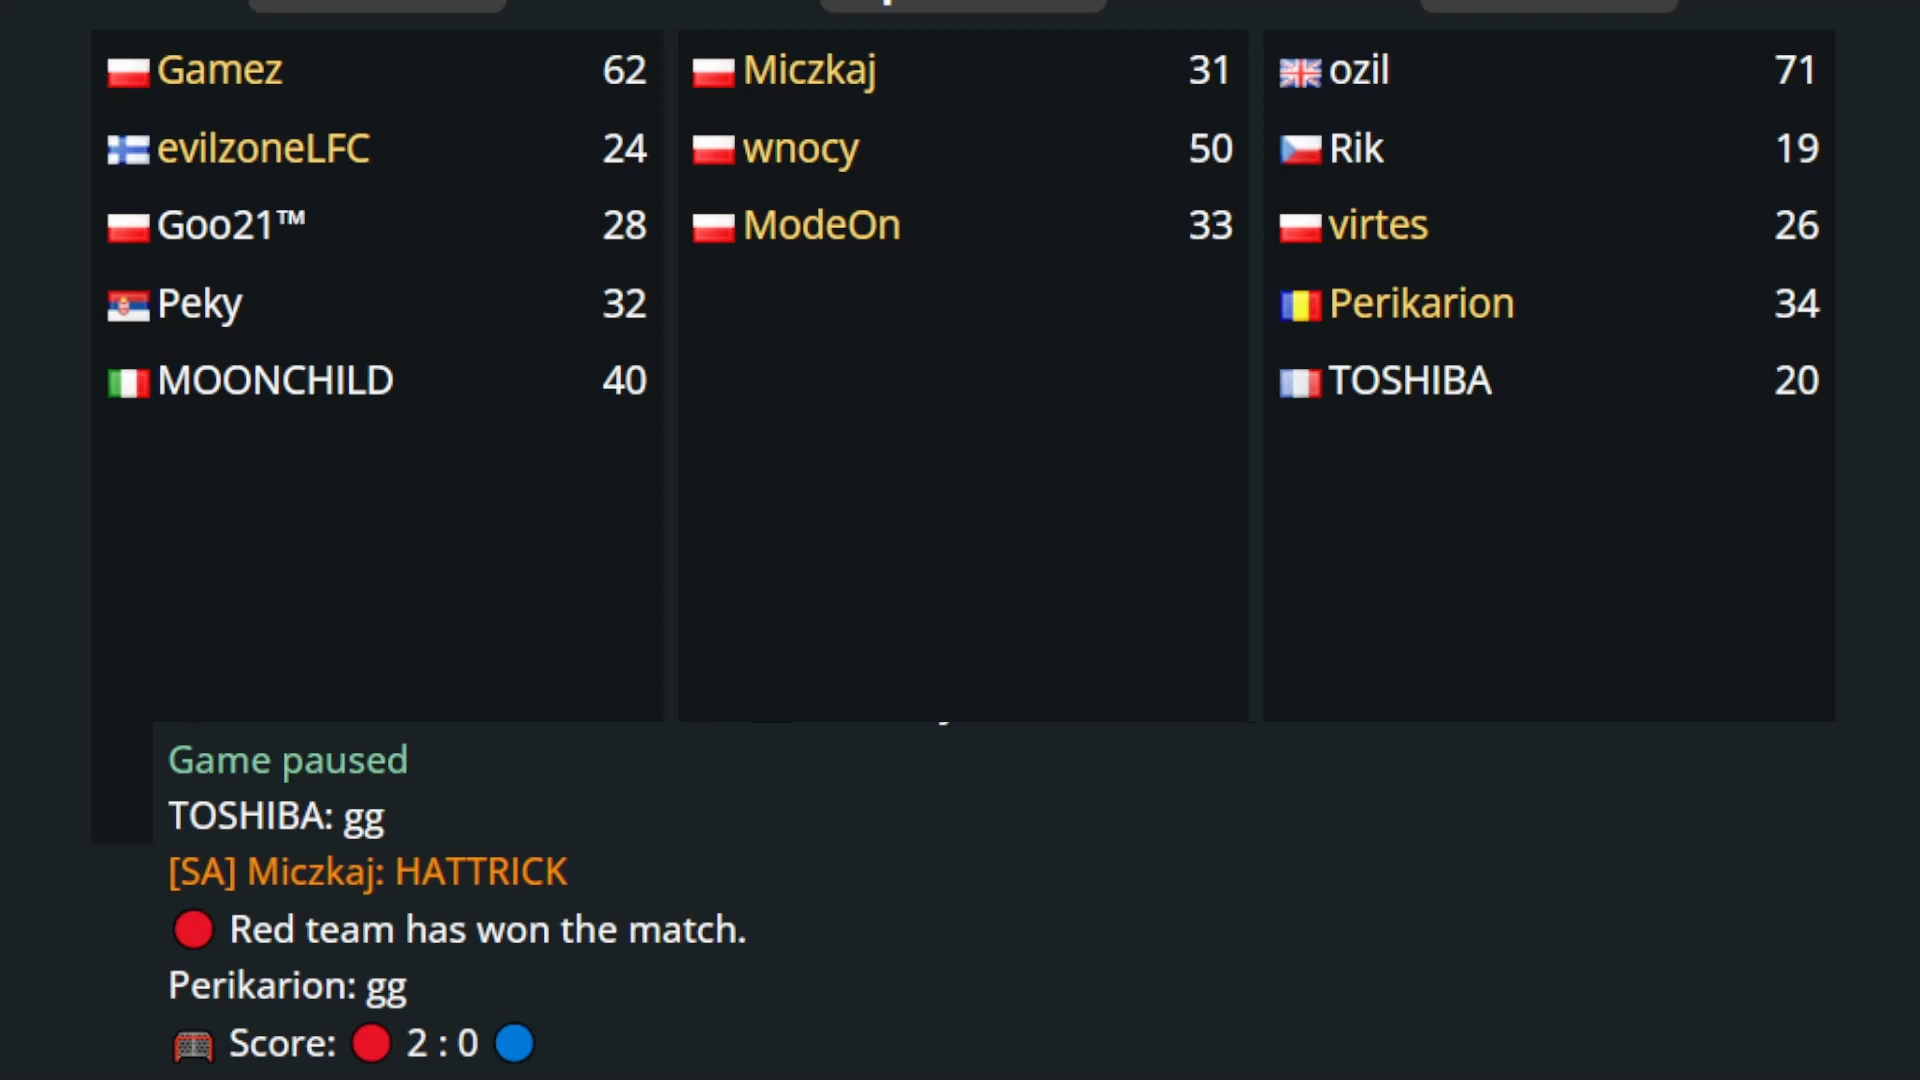 Gamez 62
evilzoneLFC 24
Goo21™ 28
Peky 32
MOONCHILD 40
Miczkaj 31
wnocy 50
ModeOn 33
ozil 71
Rik 19
virtes 26
Perikarion 34
TOSHIBA 20
Game paused
TOSHIBA: gg
[SA] Miczkaj: HATTRICK
Red team has won the match.
Perikarion: gg
Score: 2 : 0